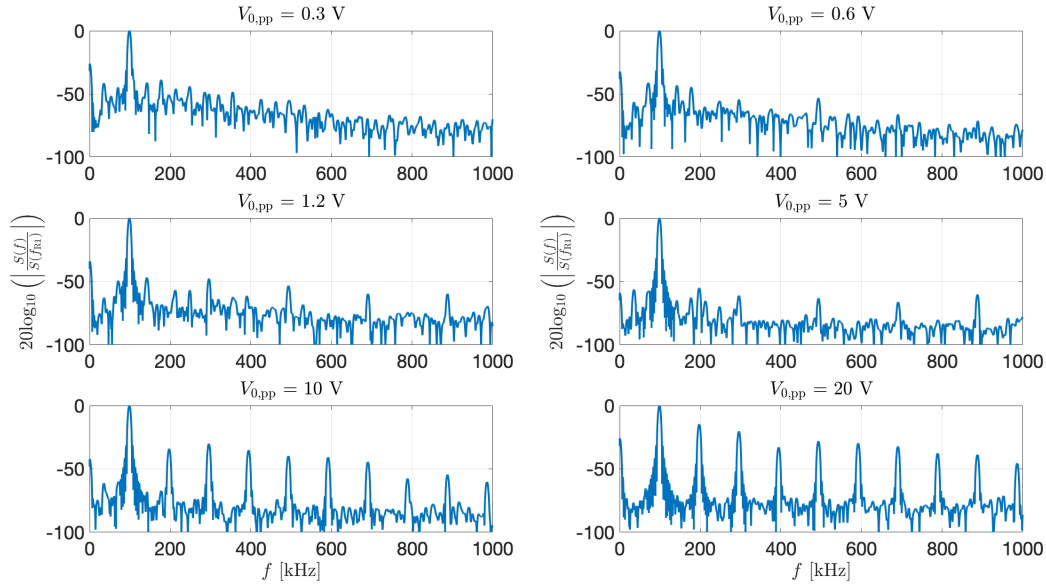 V₀,pp = 0.3 V
0
-50
-100
0 200 400 600 800 1000
V₀,pp = 0.6 V
0
-50
-100
0 200 400 600 800 1000
V₀,pp = 1.2 V
0
-50
-100
0 200 400 600 800 1000
20log₁₀ (|S(f)/S(f_R1)|)
V₀,pp = 5 V
0
-50
-100
0 200 400 600 800 1000
20log₁₀ (|S(f)/S(f_R1)|)
V₀,pp = 10 V
0
-50
-100
0 200 400 600 800 1000
f [kHz]
V₀,pp = 20 V
0
-50
-100
0 200 400 600 800 1000
f [kHz]